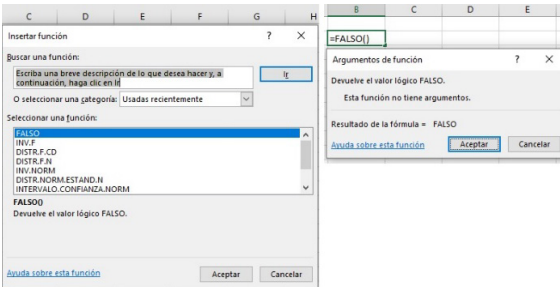 C D E F G H
Insertar función ? ×
Buscar una función:
Escriba una breve descripción de lo que desea hacer y, a
continuación, haga clic en Ir
Ir
O seleccionar una categoría: Usadas recientemente
Seleccionar una función:
FALSO
INV.F
DISTR.F.CD
DISTR.F.N
INV.NORM
DISTR.NORM.ESTAND.N
INTERVALO.CONFIANZA.NORM
FALSO()
Devuelve el valor lógico FALSO.
Ayuda sobre esta función Aceptar Cancelar
B C D E
=FALSO()
Argumentos de función ? ×
Devuelve el valor lógico FALSO.
Esta función no tiene argumentos.
Resultado de la fórmula = FALSO
Ayuda sobre esta función Aceptar Cancelar